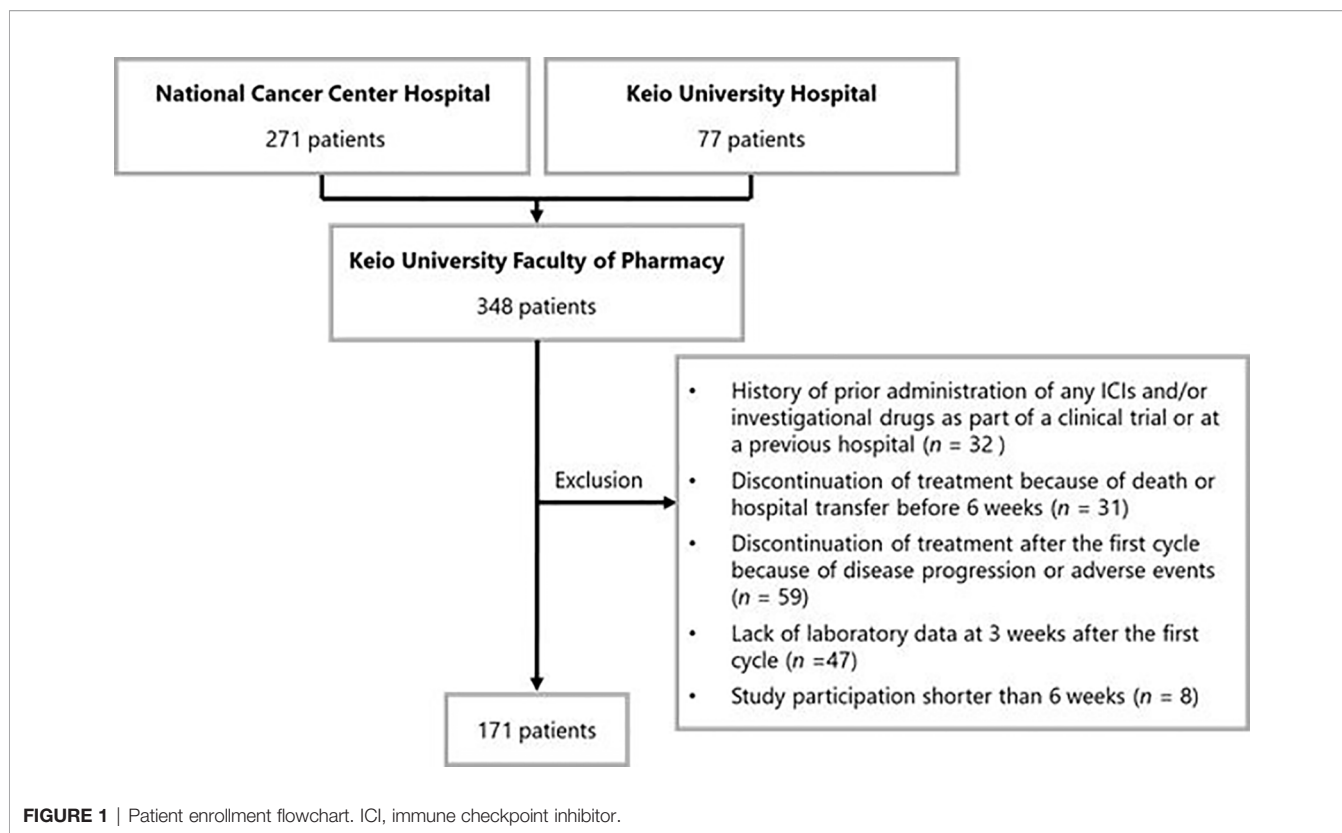 National Cancer Center Hospital
271 patients
Keio University Hospital
77 patients
Keio University Faculty of Pharmacy
348 patients
Exclusion
• History of prior administration of any ICIs and/or
investigational drugs as part of a clinical trial or at
a previous hospital (n = 32 )
• Discontinuation of treatment because of death or
hospital transfer before 6 weeks (n = 31)
• Discontinuation of treatment after the first cycle
because of disease progression or adverse events
(n = 59)
• Lack of laboratory data at 3 weeks after the first
cycle (n =47)
• Study participation shorter than 6 weeks (n = 8)
171 patients
FIGURE 1 | Patient enrollment flowchart. ICI, immune checkpoint inhibitor.